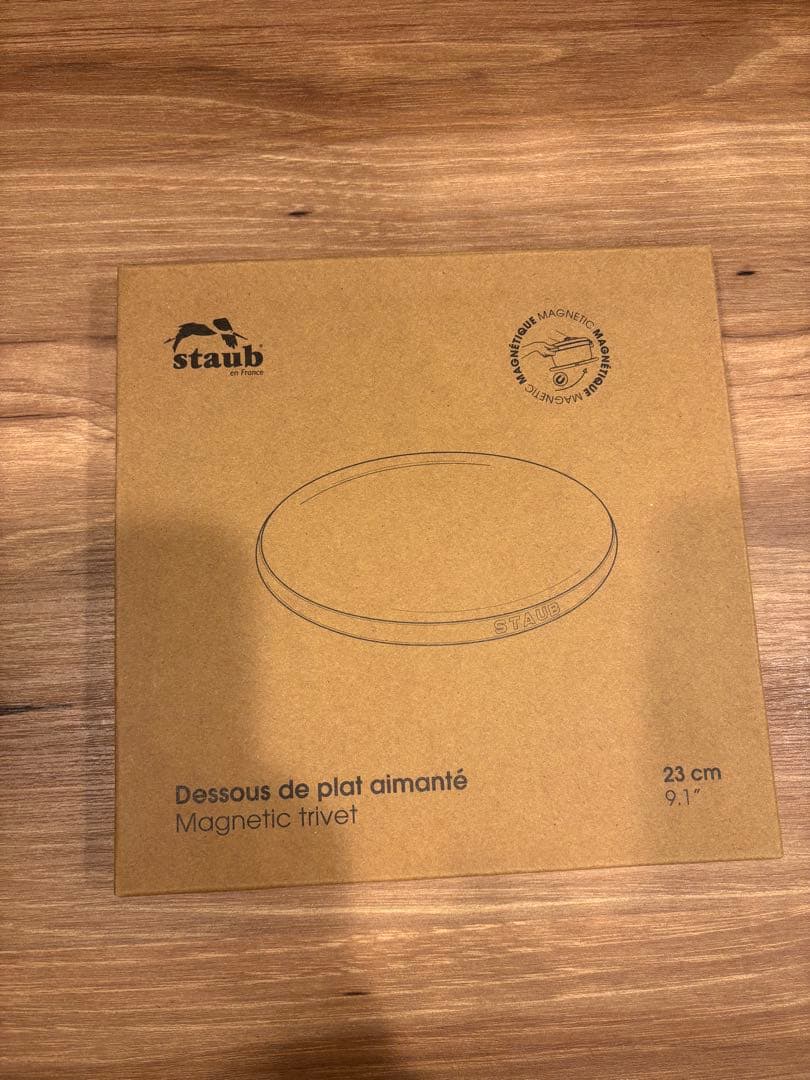 staub
en France
MAGNÉTIQUE MAGNETIC MAGNÉTIQUE MAGNETIC
STAUB
Dessous de plat aimanté
Magnetic trivet
23 cm
9.1"